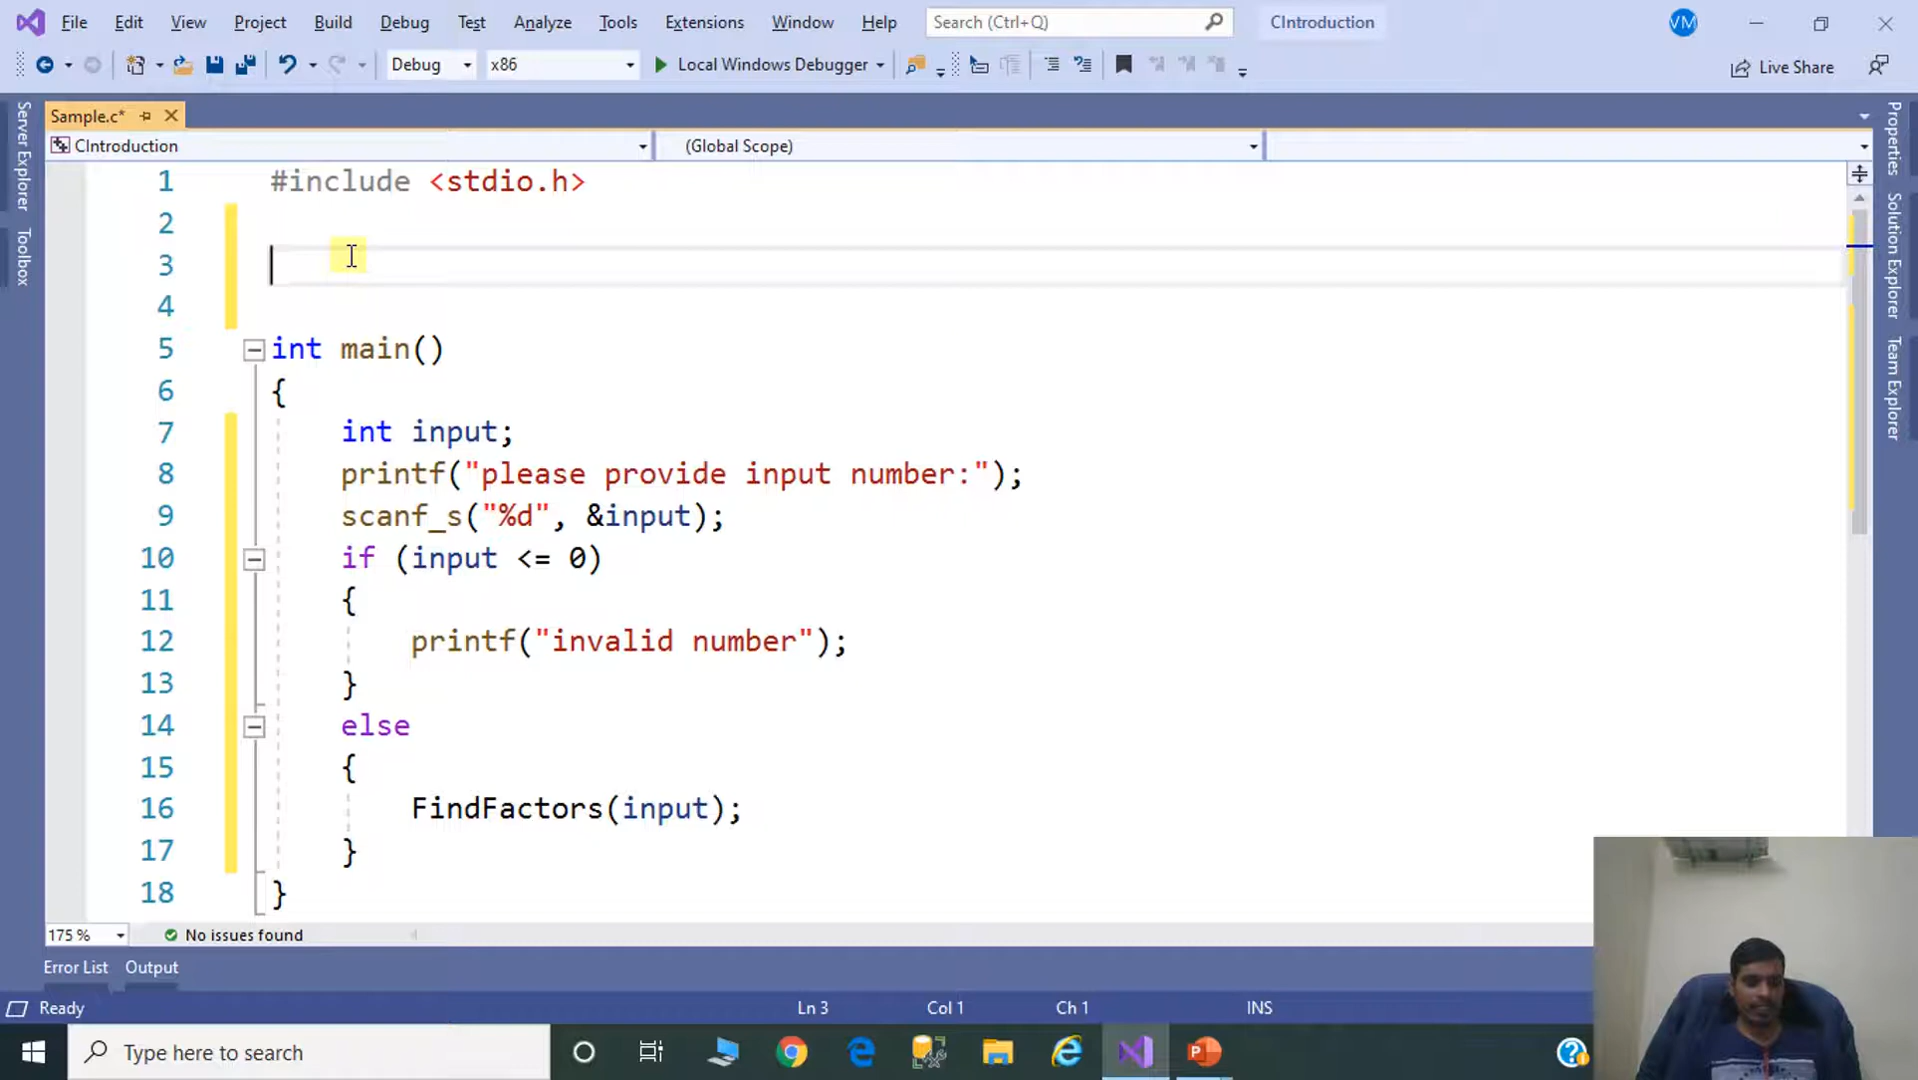 File Edit View Project Build Debug Test Analyze Tools Extensions Window Help Search (Ctrl+Q) CIntroduction VM
Debug x86 Local Windows Debugger Live Share
Server Explorer
Toolbox
Sample.c*
CIntroduction (Global Scope)
1 #include <stdio.h>
2
3
4
5 int main()
6 {
7 int input;
8 printf("please provide input number:");
9 scanf_s("%d", &input);
10 if (input <= 0)
11 {
12 printf("invalid number");
13 }
14 else
15 {
16 FindFactors(input);
17 }
18 }
Properties
Solution Explorer
Team Explorer
175 % No issues found
Error List Output
Ready Ln 3 Col 1 Ch 1 INS
Type here to search